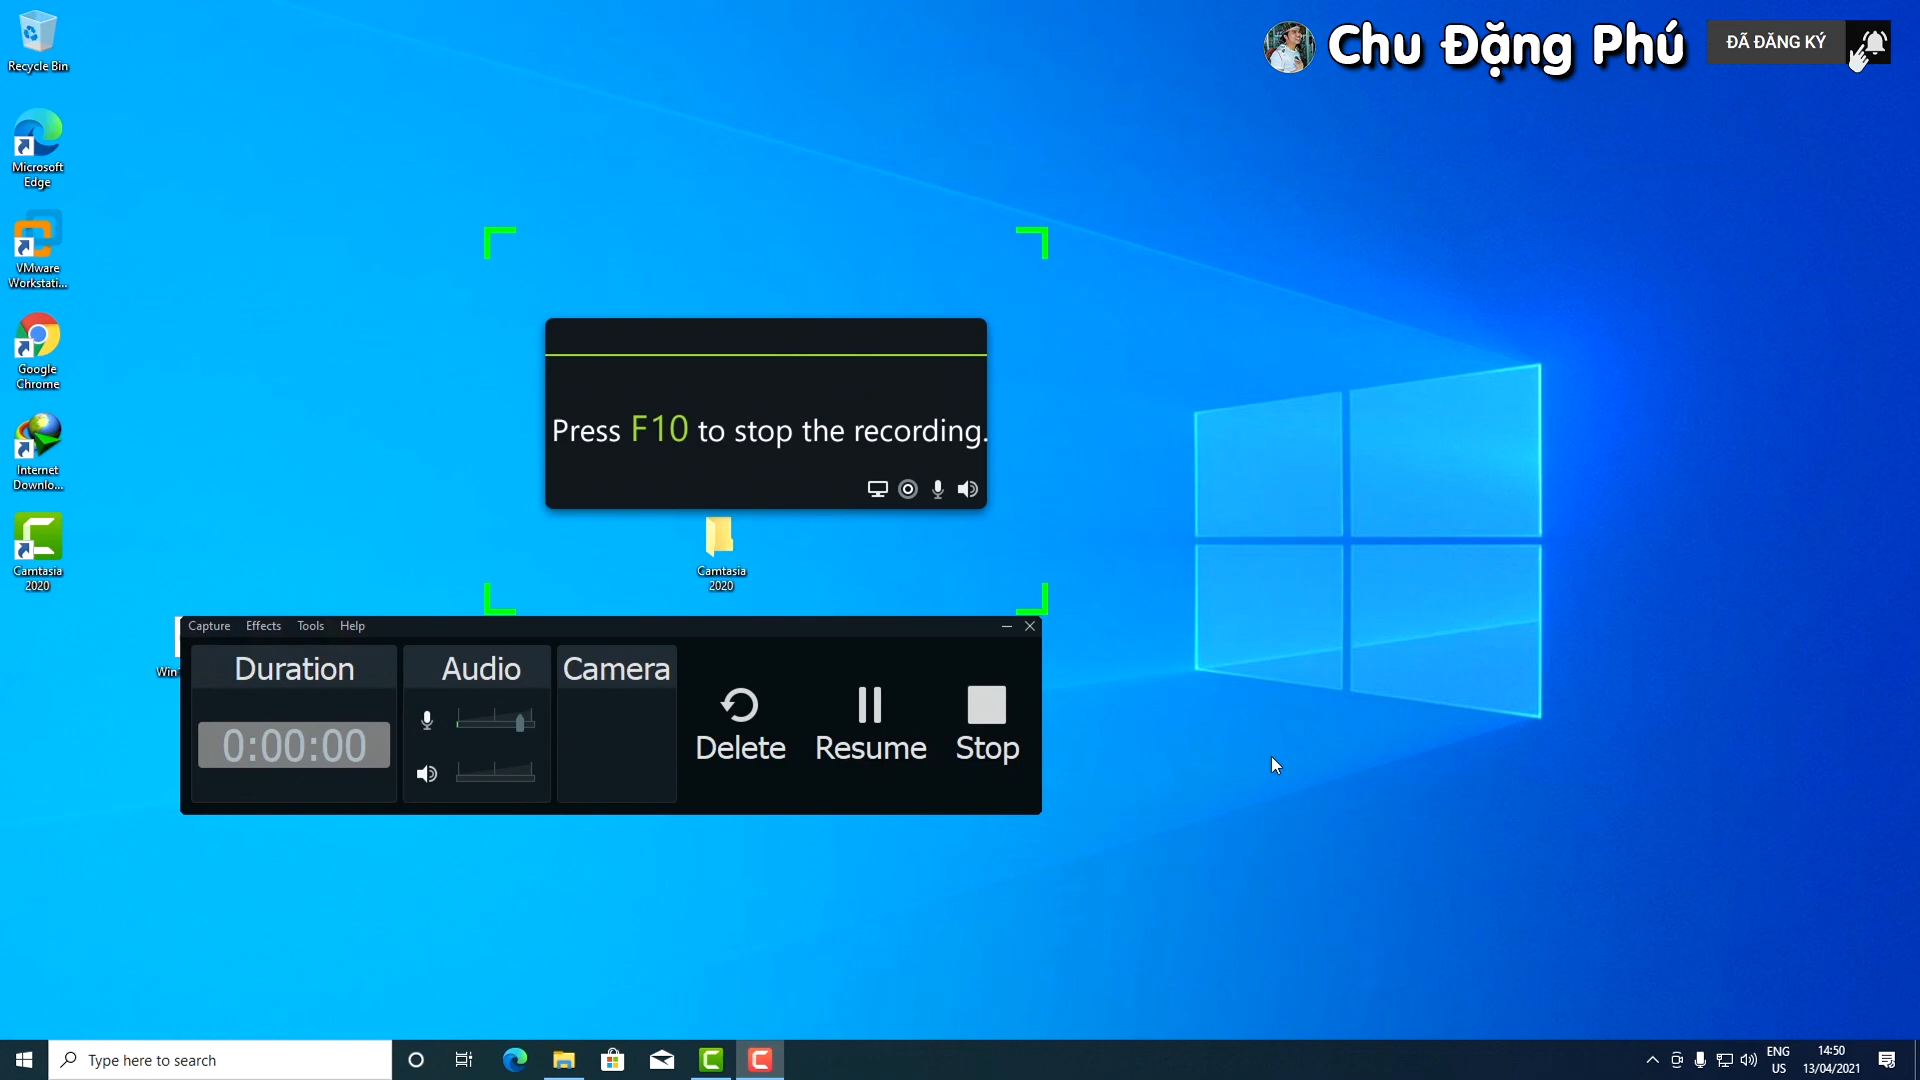 Recycle Bin
Chu Đặng Phú
ĐÃ ĐĂNG KÝ
Microsoft
Edge
VMware
Workstati...
Google
Chrome
Internet
Downlo...
Camtasia
2020
Press F10 to stop the recording.
Camtasia
2020
Win
Capture Effects Tools Help
Duration Audio Camera
0:00:00
Delete Resume Stop
Type here to search
ENG
US
14:50
13/04/2021